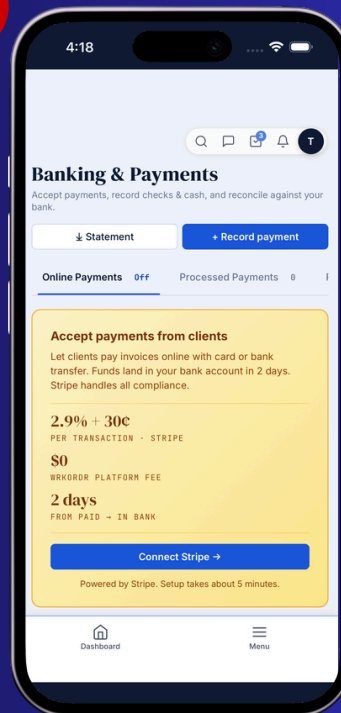 4:18
3
T
Banking & Payments
Accept payments, record checks & cash, and reconcile against your
bank.
Statement
+ Record payment
Online Payments Off
Processed Payments 0
Accept payments from clients
Let clients pay invoices online with card or bank
transfer. Funds land in your bank account in 2 days.
Stripe handles all compliance.
2.9% + 30¢
PER TRANSACTION · STRIPE
$0
WRKORDR PLATFORM FEE
2 days
FROM PAID → IN BANK
Connect Stripe →
Powered by Stripe. Setup takes about 5 minutes.
Dashboard
Menu